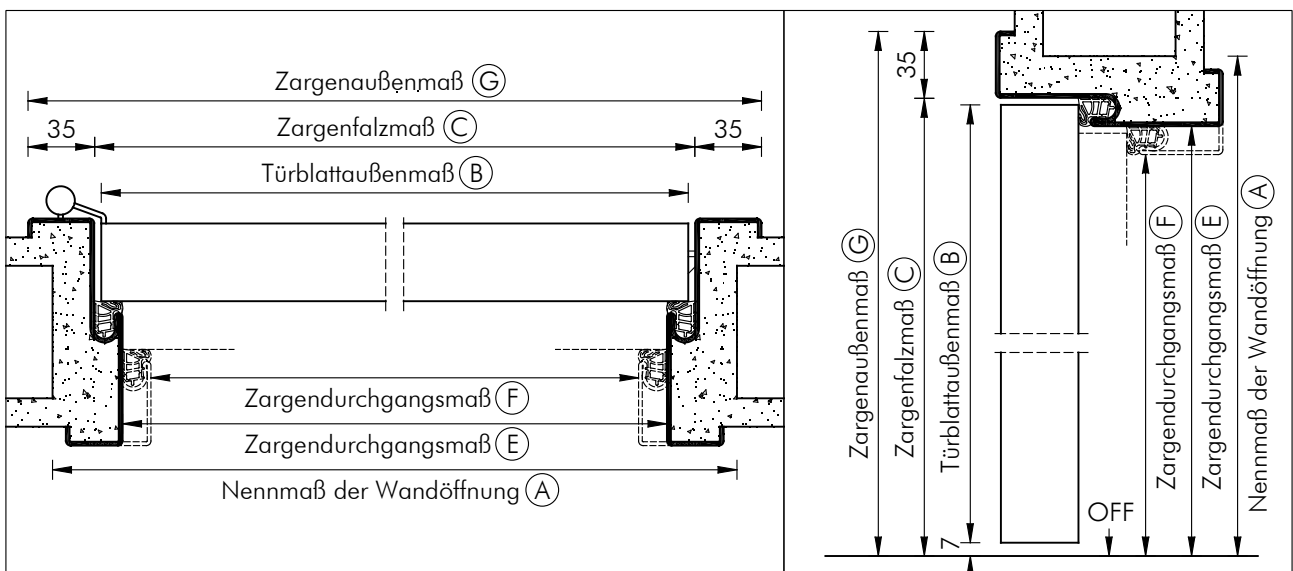 Zargenaußenmaß G
35
Zargenfalzmaß C
35
Türblattaußenmaß B
Zargendurchgangsmaß F
Zargendurchgangsmaß E
Nennmaß der Wandöffnung A
35
Zargenaußenmaß G
Zargenfalzmaß C
Türblattaußenmaß B
Zargendurchgangsmaß F
Zargendurchgangsmaß E
Nennmaß der Wandöffnung A
7
OFF